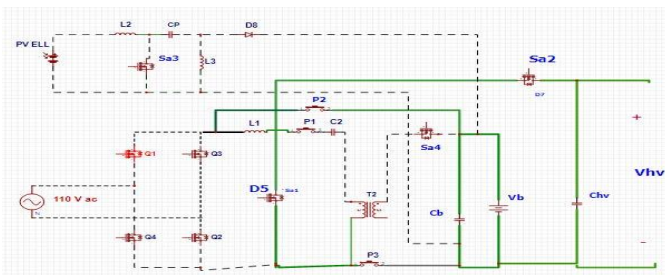 L2 CP D8
PV ELL
Sa3
L3
Sa2
D7
P2
L1 P1 C2
Sa4
Q1 Q3
D5 Sa1
T2
Vb
Cb
Chv
+
Vhv
110 V ac
Q4 Q2
P3
-